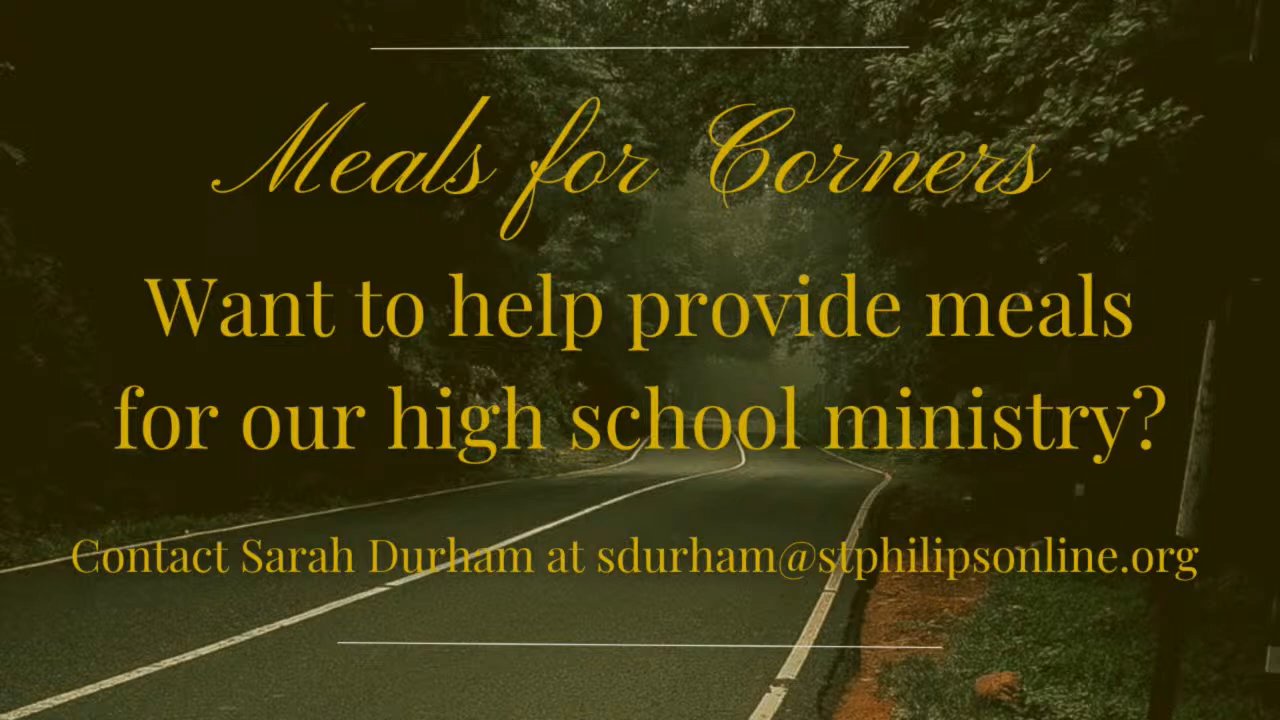 Meals for Corners
Want to help provide meals
for our high school ministry?
Contact Sarah Durham at sdurham@stphilipsonline.org